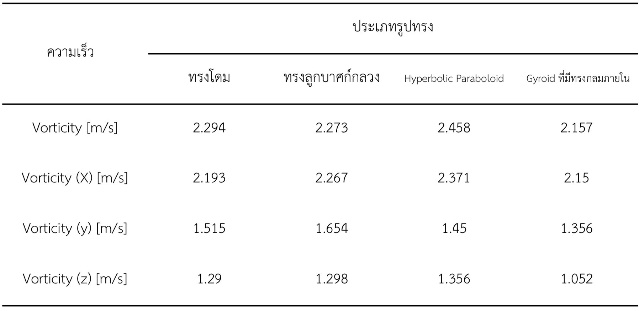 ประเภทรูปทรง
ความเร็ว
ทรงโดม ทรงลูกบาศก์กลวง Hyperbolic Paraboloid Gyroid ที่มีทรงกลมภายใน
Vorticity [m/s] 2.294 2.273 2.458 2.157
Vorticity (X) [m/s] 2.193 2.267 2.371 2.15
Vorticity (y) [m/s] 1.515 1.654 1.45 1.356
Vorticity (z) [m/s] 1.29 1.298 1.356 1.052